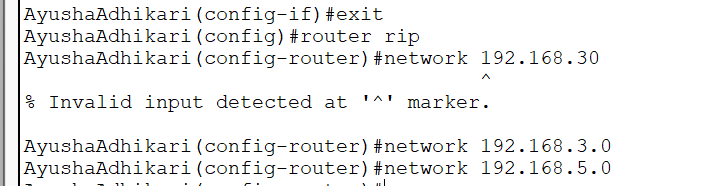 AyushaAdhikari(config-if)#exit
AyushaAdhikari(config)#router rip
AyushaAdhikari(config-router)#network 192.168.30
^
% Invalid input detected at '^' marker.
AyushaAdhikari(config-router)#network 192.168.3.0
AyushaAdhikari(config-router)#network 192.168.5.0